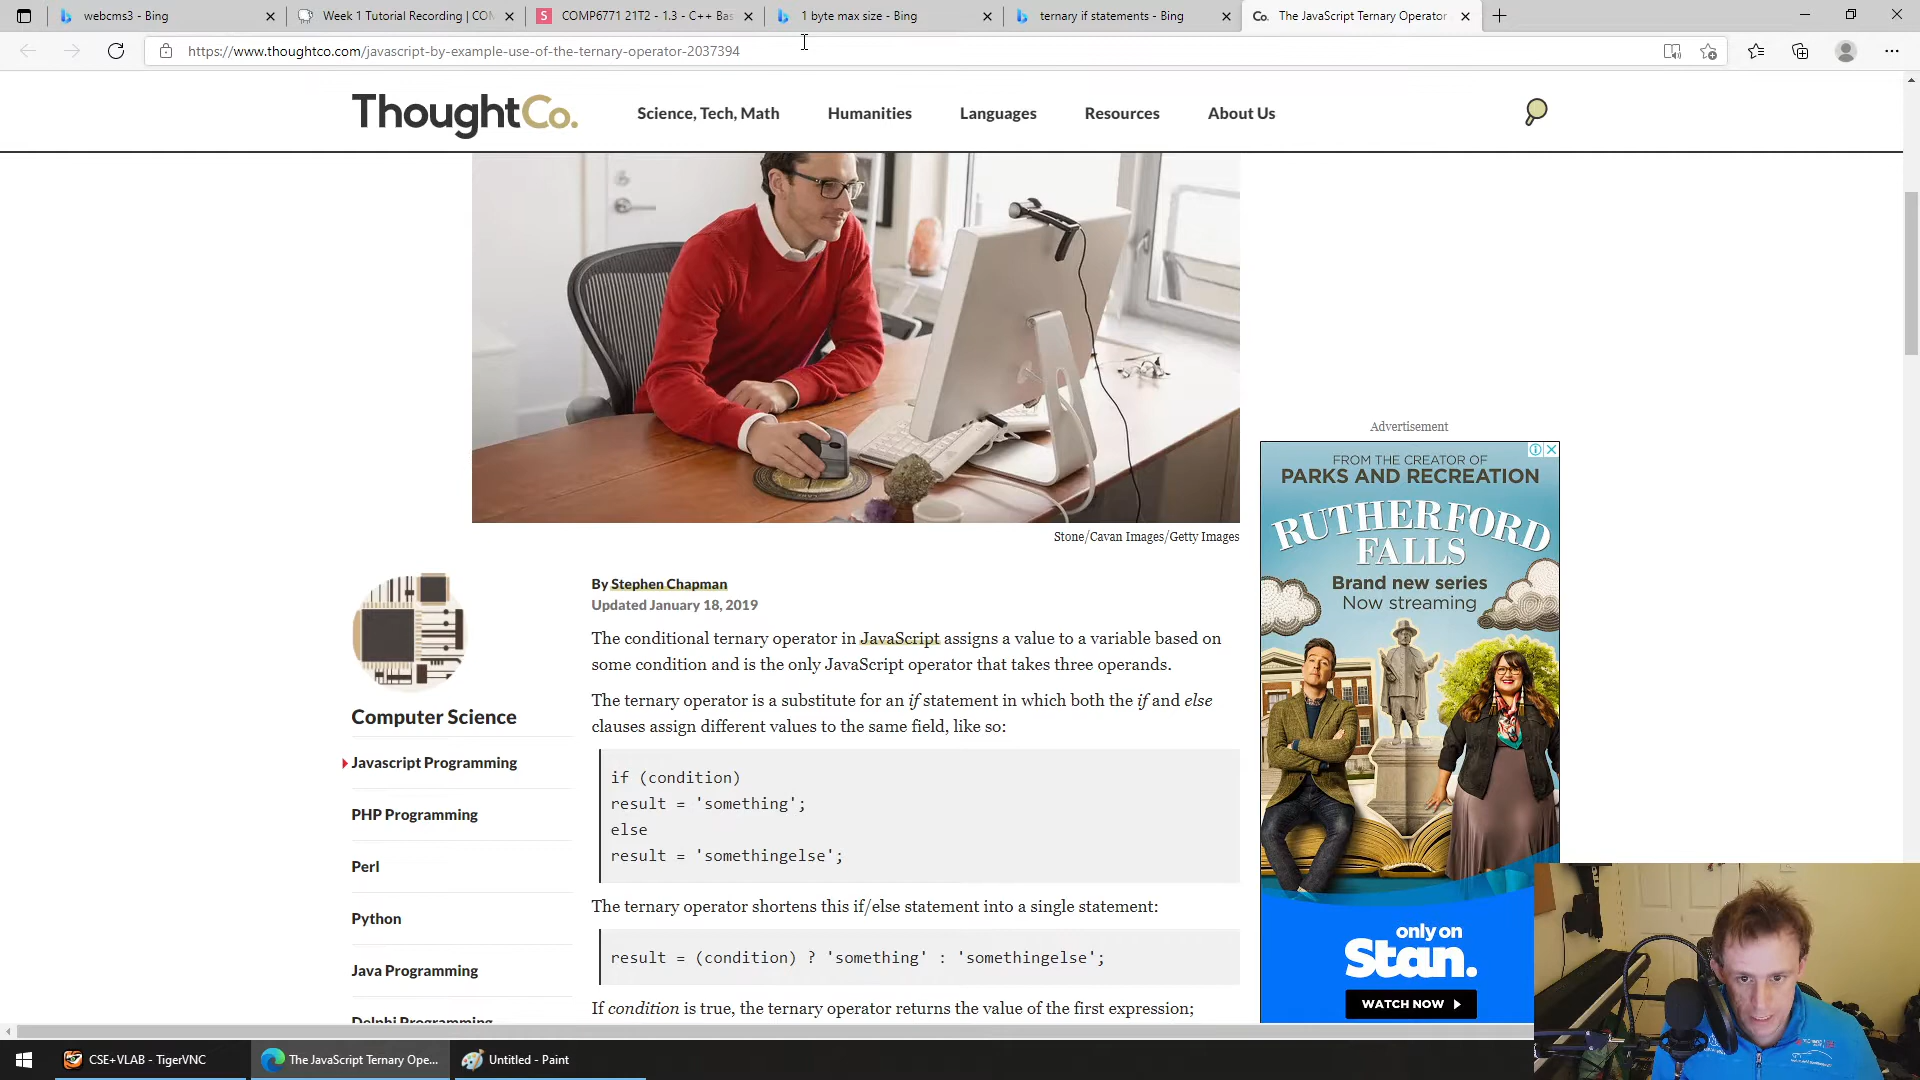 webcms3 - Bing
Week 1 Tutorial Recording | COM
COMP6771 21T2 - 1.3 - C++ Bas
1 byte max size - Bing
ternary if statements - Bing
Co. The JavaScript Ternary Operator
https://www.thoughtco.com/javascript-by-example-use-of-the-ternary-operator-2037394
ThoughtCo.
Science, Tech, Math
Humanities
Languages
Resources
About Us
Stone/Cavan Images/Getty Images
By Stephen Chapman
Updated January 18, 2019
The conditional ternary operator in JavaScript assigns a value to a variable based on
some condition and is the only JavaScript operator that takes three operands.
The ternary operator is a substitute for an if statement in which both the if and else
clauses assign different values to the same field, like so:
if (condition)
result = 'something';
else
result = 'somethingelse';
The ternary operator shortens this if/else statement into a single statement:
result = (condition) ? 'something' : 'somethingelse';
If condition is true, the ternary operator returns the value of the first expression;
Computer Science
Javascript Programming
PHP Programming
Perl
Python
Java Programming
Delphi Programming
Advertisement
FROM THE CREATOR OF
PARKS AND RECREATION
RUTHERFORD
FALLS
Brand new series
Now streaming
only on
Stan.
WATCH NOW
CSE+VLAB - TigerVNC
The JavaScript Ternary Ope...
Untitled - Paint